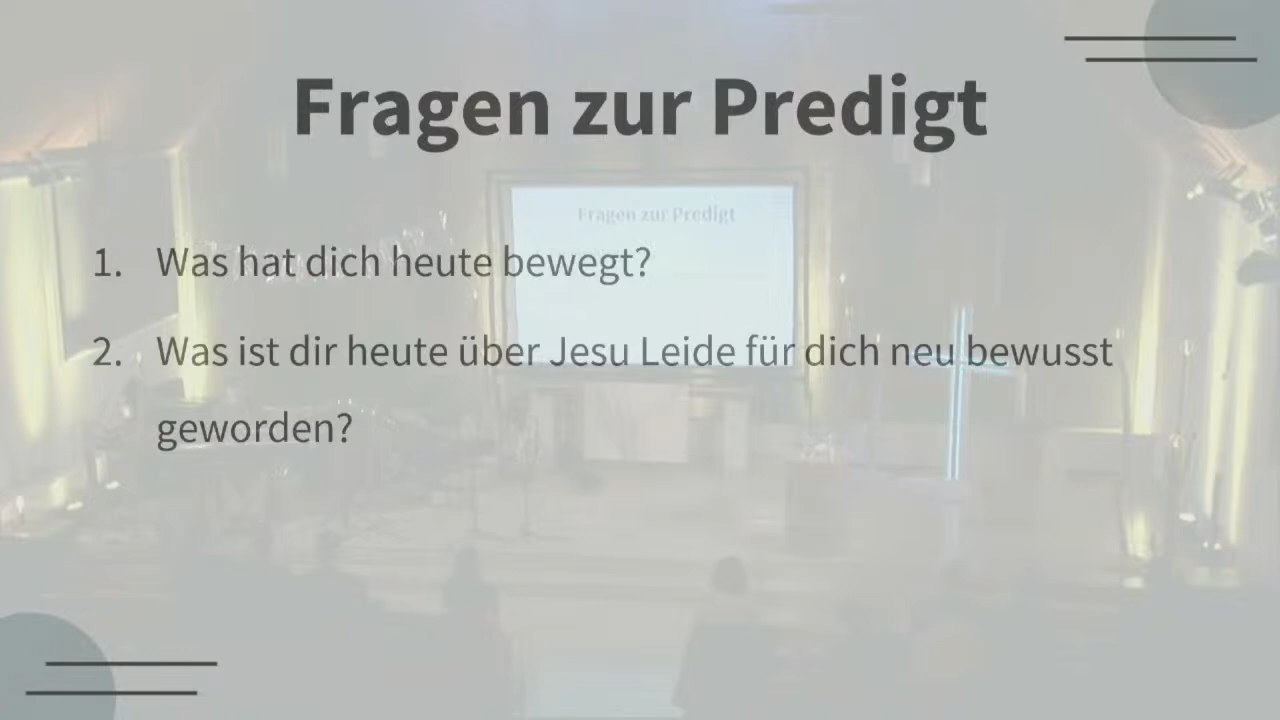 Fragen zur Predigt
Fragen zur Predigt
1. Was hat dich heute bewegt?
2. Was ist dir heute über Jesu Leide für dich neu bewusst
geworden?